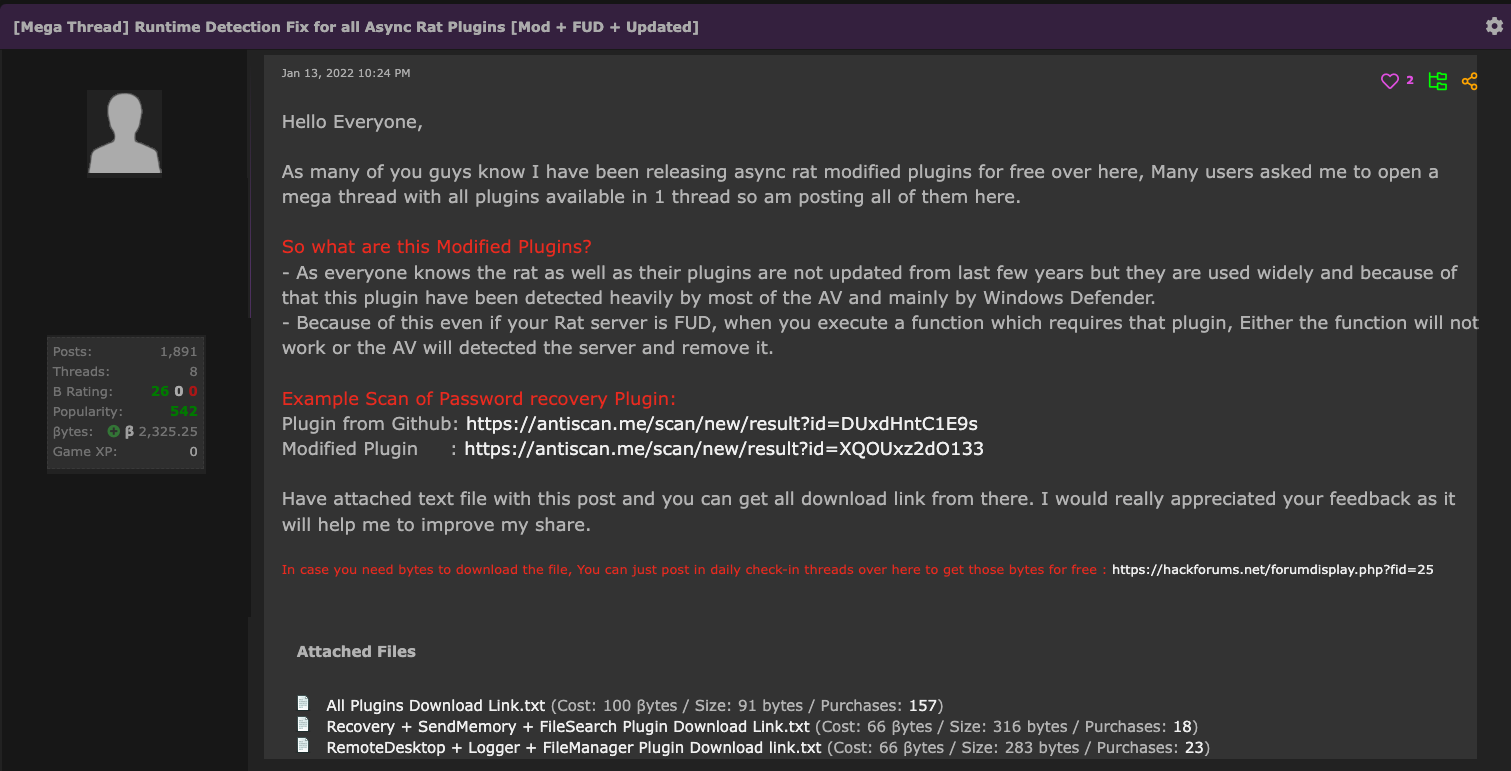 [Mega Thread] Runtime Detection Fix for all Async Rat Plugins [Mod + FUD + Updated]
Jan 13, 2022 10:24 PM
2
Hello Everyone,
As many of you guys know I have been releasing async rat modified plugins for free over here, Many users asked me to open a
mega thread with all plugins available in 1 thread so am posting all of them here.
So what are this Modified Plugins?
- As everyone knows the rat as well as their plugins are not updated from last few years but they are used widely and because of
that this plugin have been detected heavily by most of the AV and mainly by Windows Defender.
- Because of this even if your Rat server is FUD, when you execute a function which requires that plugin, Either the function will not
work or the AV will detected the server and remove it.
Posts: 1,891
Threads: 8
B Rating: 26 0 0
Popularity: 542
βytes: β 2,325.25
Game XP: 0
Example Scan of Password recovery Plugin:
Plugin from Github: https://antiscan.me/scan/new/result?id=DUxdHntC1E9s
Modified Plugin : https://antiscan.me/scan/new/result?id=XQOUxz2dO133
Have attached text file with this post and you can get all download link from there. I would really appreciated your feedback as it
will help me to improve my share.
In case you need bytes to download the file, You can just post in daily check-in threads over here to get those bytes for free : https://hackforums.net/forumdisplay.php?fid=25
Attached Files
All Plugins Download Link.txt (Cost: 100 βytes / Size: 91 bytes / Purchases: 157)
Recovery + SendMemory + FileSearch Plugin Download Link.txt (Cost: 66 βytes / Size: 316 bytes / Purchases: 18)
RemoteDesktop + Logger + FileManager Plugin Download link.txt (Cost: 66 βytes / Size: 283 bytes / Purchases: 23)